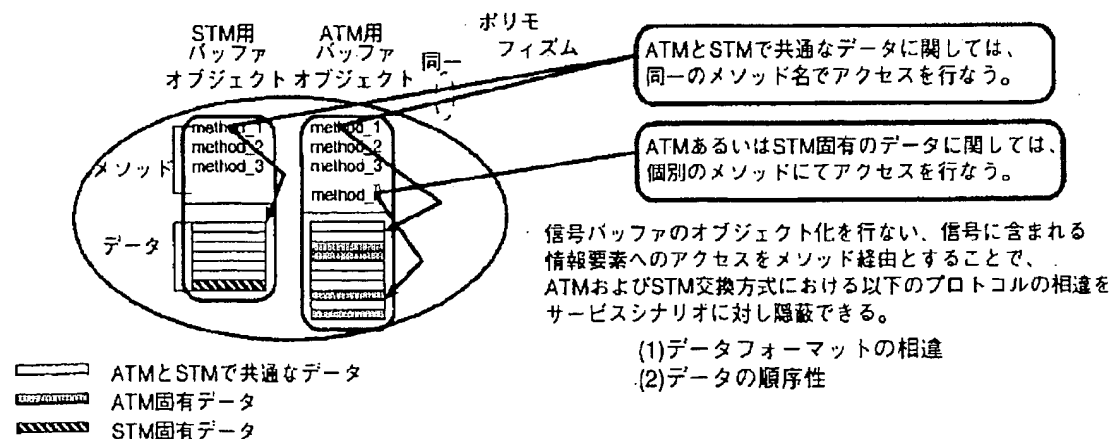 STM用
バッファ
オブジェクト
ATM用
バッファ
オブジェクト
同一
ポリモ
フィズム
ATMとSTMで共通なデータに関しては、
同一のメソッド名でアクセスを行なう。
method_1
method_2
method_3
method_1
method_2
method_3
メソッド
ATMあるいはSTM固有のデータに関しては、
個別のメソッドにてアクセスを行なう。
データ
信号バッファのオブジェクト化を行ない、信号に含まれる
情報要素へのアクセスをメソッド経由とすることで、
ATMおよびSTM交換方式における以下のプロトコルの相違を
サービスシナリオに対し隠蔽できる。
(1)データフォーマットの相違
(2)データの順序性
ATMとSTMで共通なデータ
ATM固有データ
STM固有データ